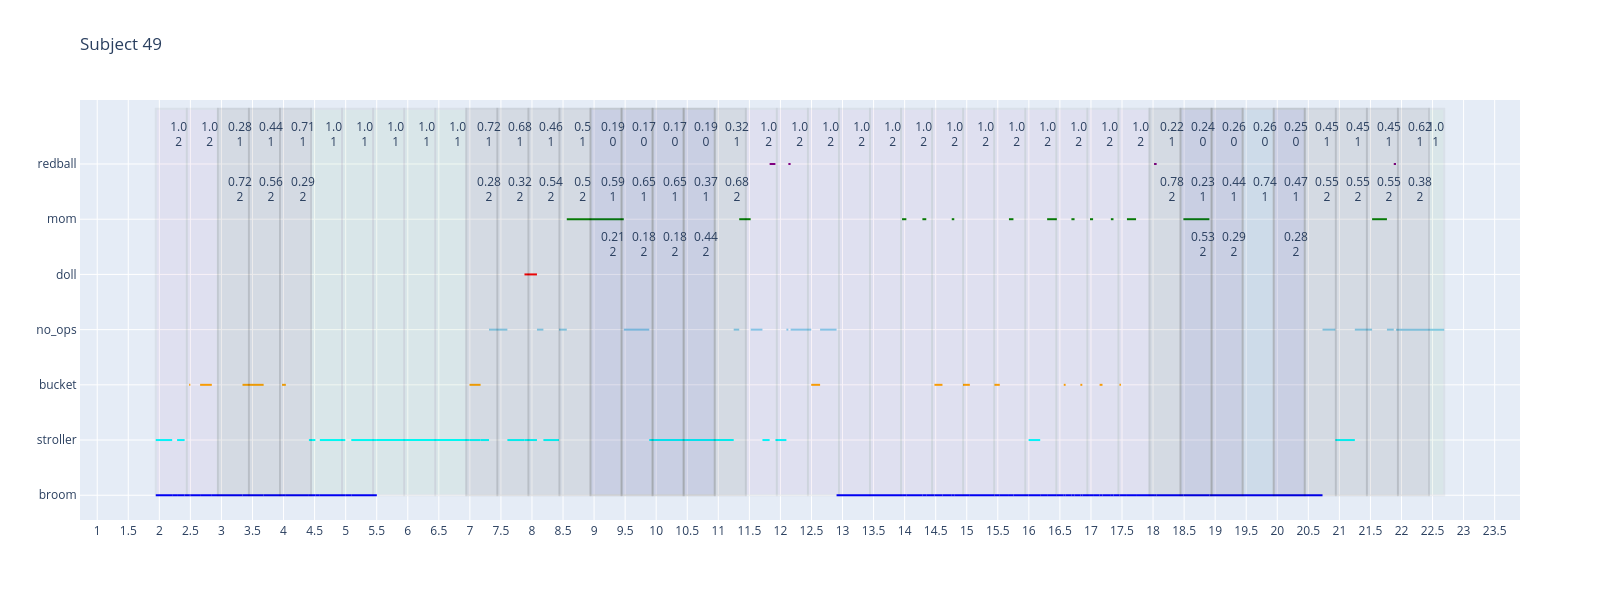 Subject 49
1.0 1.0 0.28 0.44 0.71 1.0 1.0 1.0 1.0 1.0 0.72 0.68 0.46 0.5 0.19 0.17 0.17 0.19 0.32 1.0 1.0 1.0 1.0 1.0 1.0 1.0 1.0 1.0 1.0 1.0 1.0 1.0 0.22 0.24 0.26 0.26 0.25 0.45 0.45 0.45 0.62 1.0
2 2 1 1 1 1 1 1 1 1 1 1 1 1 0 0 0 0 1 2 2 2 2 2 2 2 2 2 2 2 2 2 1 0 0 0 0 1 1 1 1 1
redball
0.72 0.56 0.29 0.28 0.32 0.54 0.5 0.59 0.65 0.65 0.37 0.68 0.78 0.23 0.44 0.74 0.47 0.55 0.55 0.55 0.38
2 2 2 2 2 2 2 1 1 1 1 2 2 1 1 1 1 2 2 2 2
mom
0.21 0.18 0.18 0.44 0.53 0.29 0.28
2 2 2 2 2 2 2
doll
no_ops
bucket
stroller
broom
1 1.5 2 2.5 3 3.5 4 4.5 5 5.5 6 6.5 7 7.5 8 8.5 9 9.5 10 10.5 11 11.5 12 12.5 13 13.5 14 14.5 15 15.5 16 16.5 17 17.5 18 18.5 19 19.5 20 20.5 21 21.5 22 22.5 23 23.5